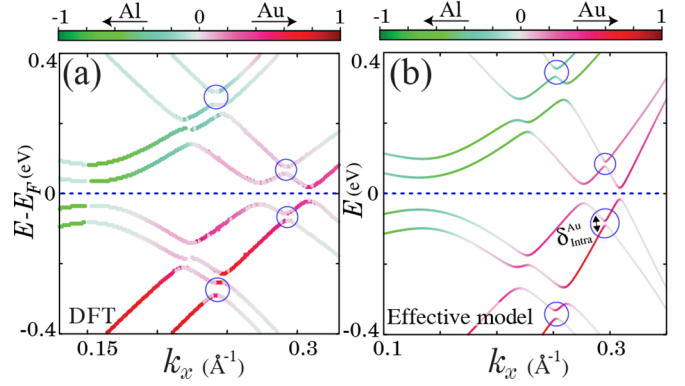 Al Au Al Au
-1 0 1 -1 0 1
(a) (b)
0.4 0.4
E-E_F (eV) E (eV)
0 0
δ^Au_Intra
DFT Effective model
-0.4 -0.4
0.15 0.3 0.1 0.3
k_x (Å⁻¹) k_x (Å⁻¹)